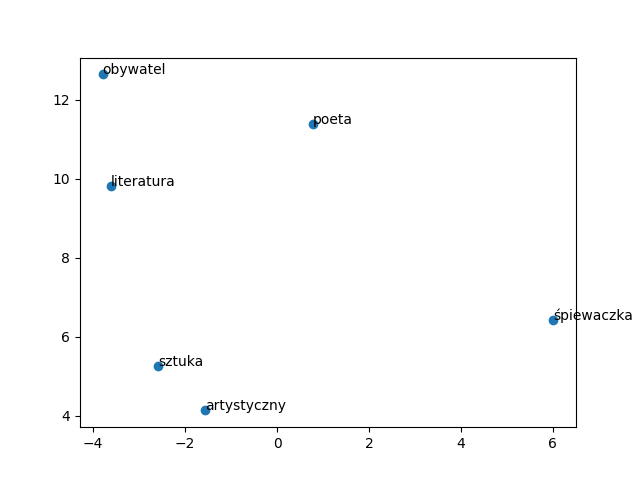 obywatel
12
poeta
10
literatura
8
śpiewaczka
6
sztuka
artystyczny
4
−4 −2 0 2 4 6